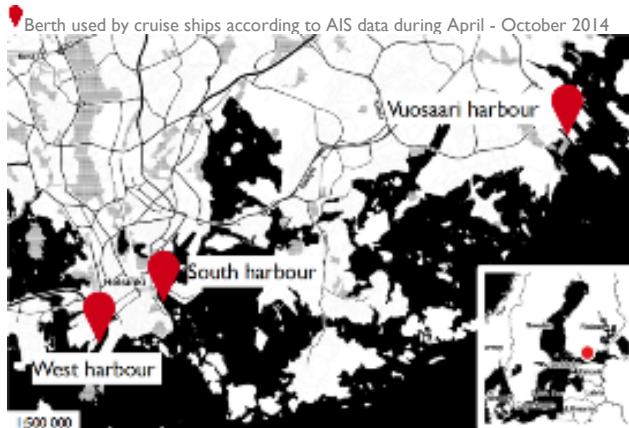 Berth used by cruise ships according to AIS data during April - October 2014
Vuosaari harbour
South harbour
West harbour
1:500 000